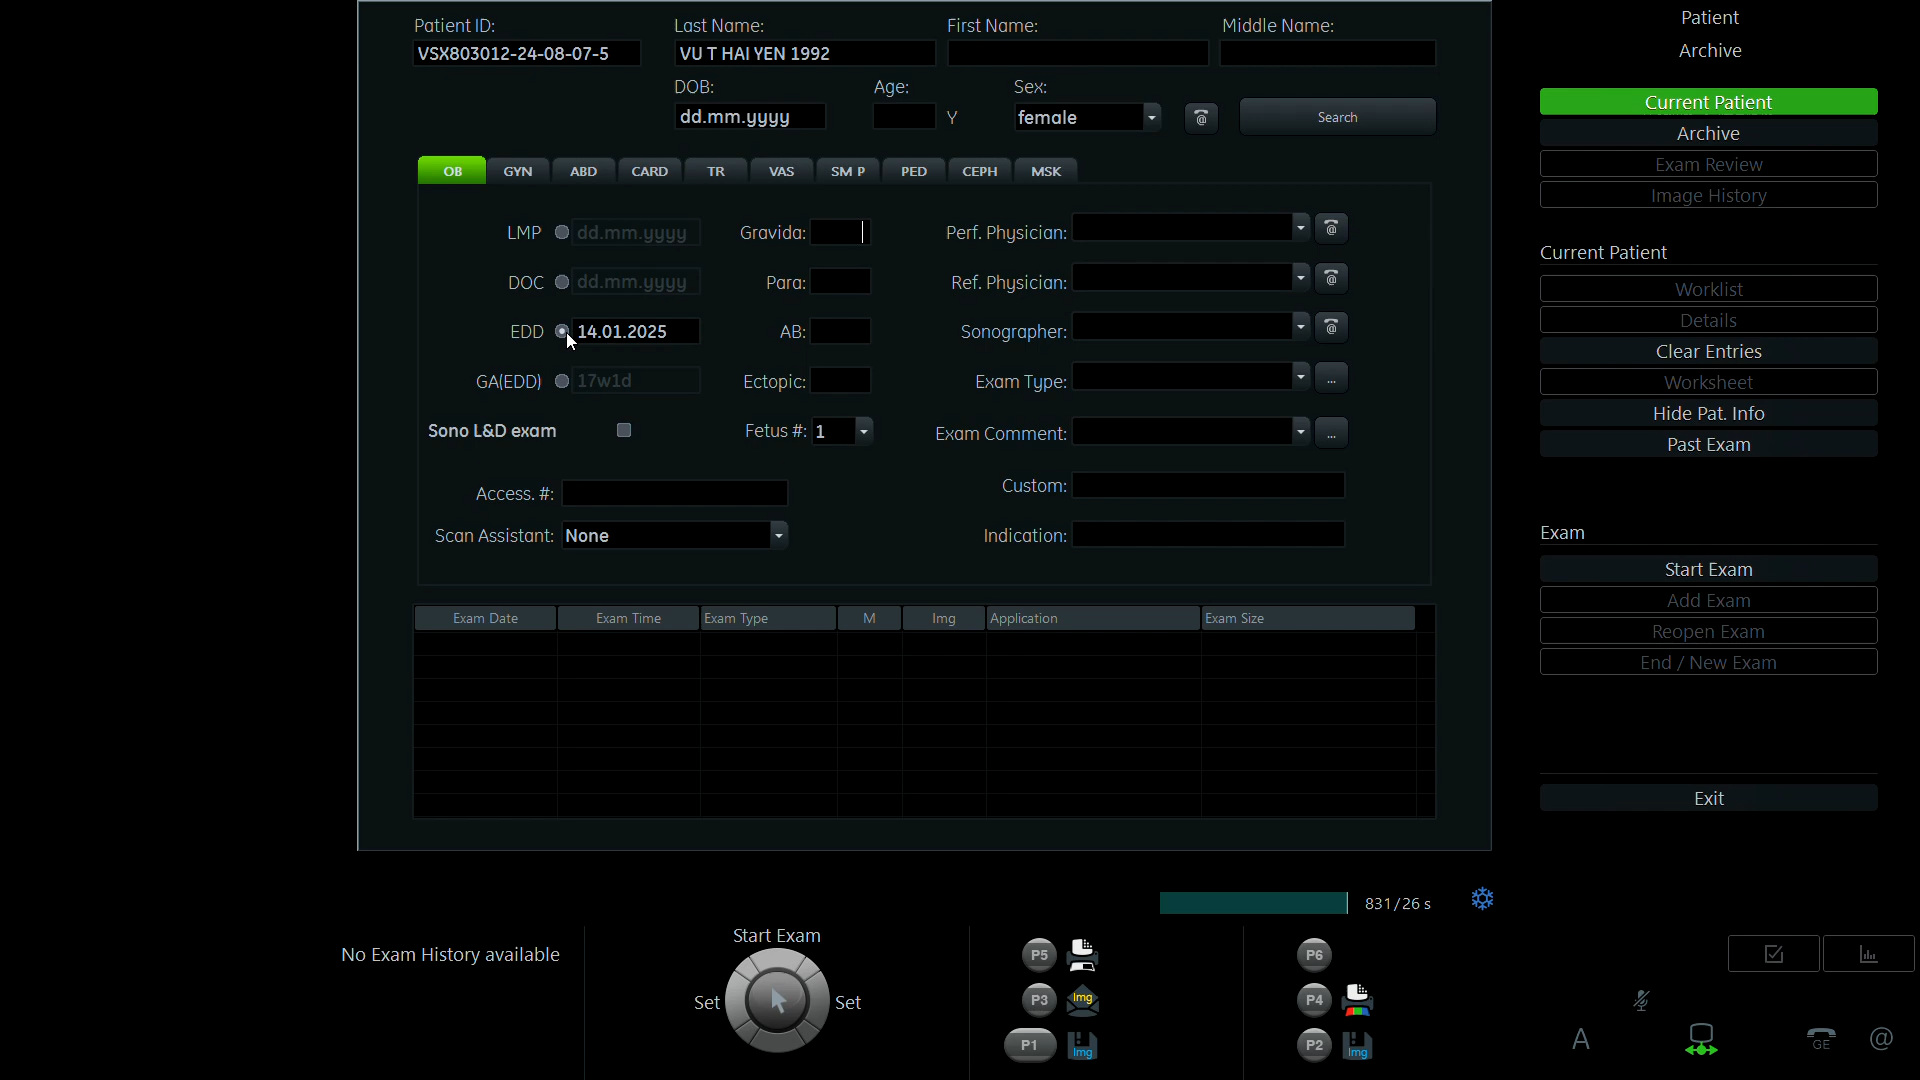 Patient ID: Last Name: First Name: Middle Name:
VSX803012-24-08-07-5 VU T HAI YEN 1992
DOB: Age: Sex:
dd.mm.yyyy Y female @ Search
OB GYN ABD CARD TR VAS SM P PED CEPH MSK
LMP dd.mm.yyyy Gravida: Perf. Physician: @
DOC dd.mm.yyyy Para: Ref. Physician: @
EDD 14.01.2025 AB: Sonographer: @
GA(EDD) 17w1d Ectopic: Exam Type: ...
Sono L&D exam Fetus #: 1 Exam Comment: ...
Access. #: Custom:
Scan Assistant: None Indication:
Exam Date Exam Time Exam Type M Img Application Exam Size
831/26 s
No Exam History available
Start Exam
Set Set
P5
P3 Img
P1 Img
P6
P4
P2 Img
Patient
Archive
Current Patient
Archive
Exam Review
Image History
Current Patient
Worklist
Details
Clear Entries
Worksheet
Hide Pat. Info
Past Exam
Exam
Start Exam
Add Exam
Reopen Exam
End / New Exam
Exit
A GE @